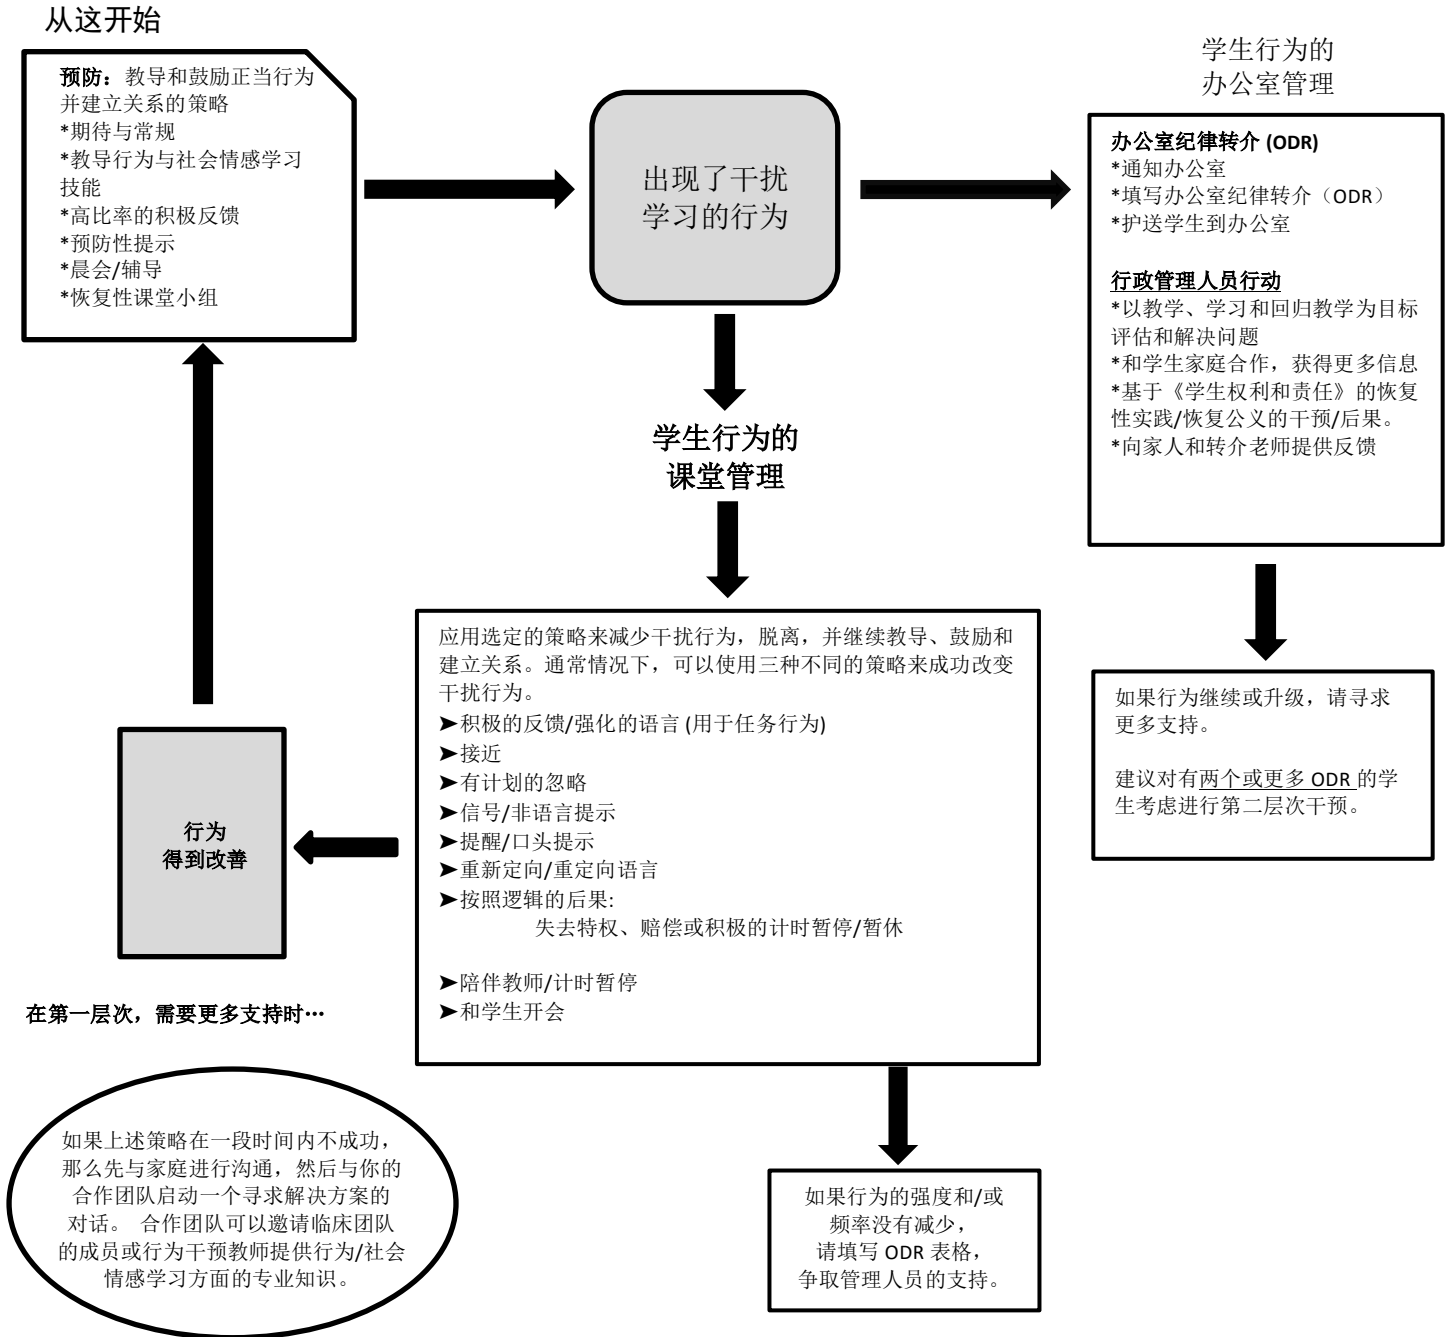 从这开始
预防：教导和鼓励正当行为
并建立关系的策略
*期待与常规
*教导行为与社会情感学习
技能
*高比率的积极反馈
*预防性提示
*晨会/辅导
*恢复性课堂小组
出现了干扰
学习的行为
学生行为的
办公室管理
办公室纪律转介 (ODR)
*通知办公室
*填写办公室纪律转介（ODR）
*护送学生到办公室
行政管理人员行动
*以教学、学习和回归教学为目标
评估和解决问题
*和学生家庭合作，获得更多信息
*基于《学生权利和责任》的恢复
性实践/恢复公义的干预/后果。
*向家人和转介老师提供反馈
学生行为的
课堂管理
应用选定的策略来减少干扰行为，脱离，并继续教导、鼓励和
建立关系。通常情况下，可以使用三种不同的策略来成功改变
干扰行为。
➤积极的反馈/强化的语言 (用于任务行为)
➤接近
➤有计划的忽略
➤信号/非语言提示
➤提醒/口头提示
➤重新定向/重定向语言
➤按照逻辑的后果:
失去特权、赔偿或积极的计时暂停/暂休
➤陪伴教师/计时暂停
➤和学生开会
如果行为继续或升级，请寻求
更多支持。
建议对有两个或更多 ODR 的学
生考虑进行第二层次干预。
行为
得到改善
在第一层次，需要更多支持时…
如果上述策略在一段时间内不成功，
那么先与家庭进行沟通，然后与你的
合作团队启动一个寻求解决方案的
对话。 合作团队可以邀请临床团队
的成员或行为干预教师提供行为/社会
情感学习方面的专业知识。
如果行为的强度和/或
频率没有减少，
请填写 ODR 表格，
争取管理人员的支持。